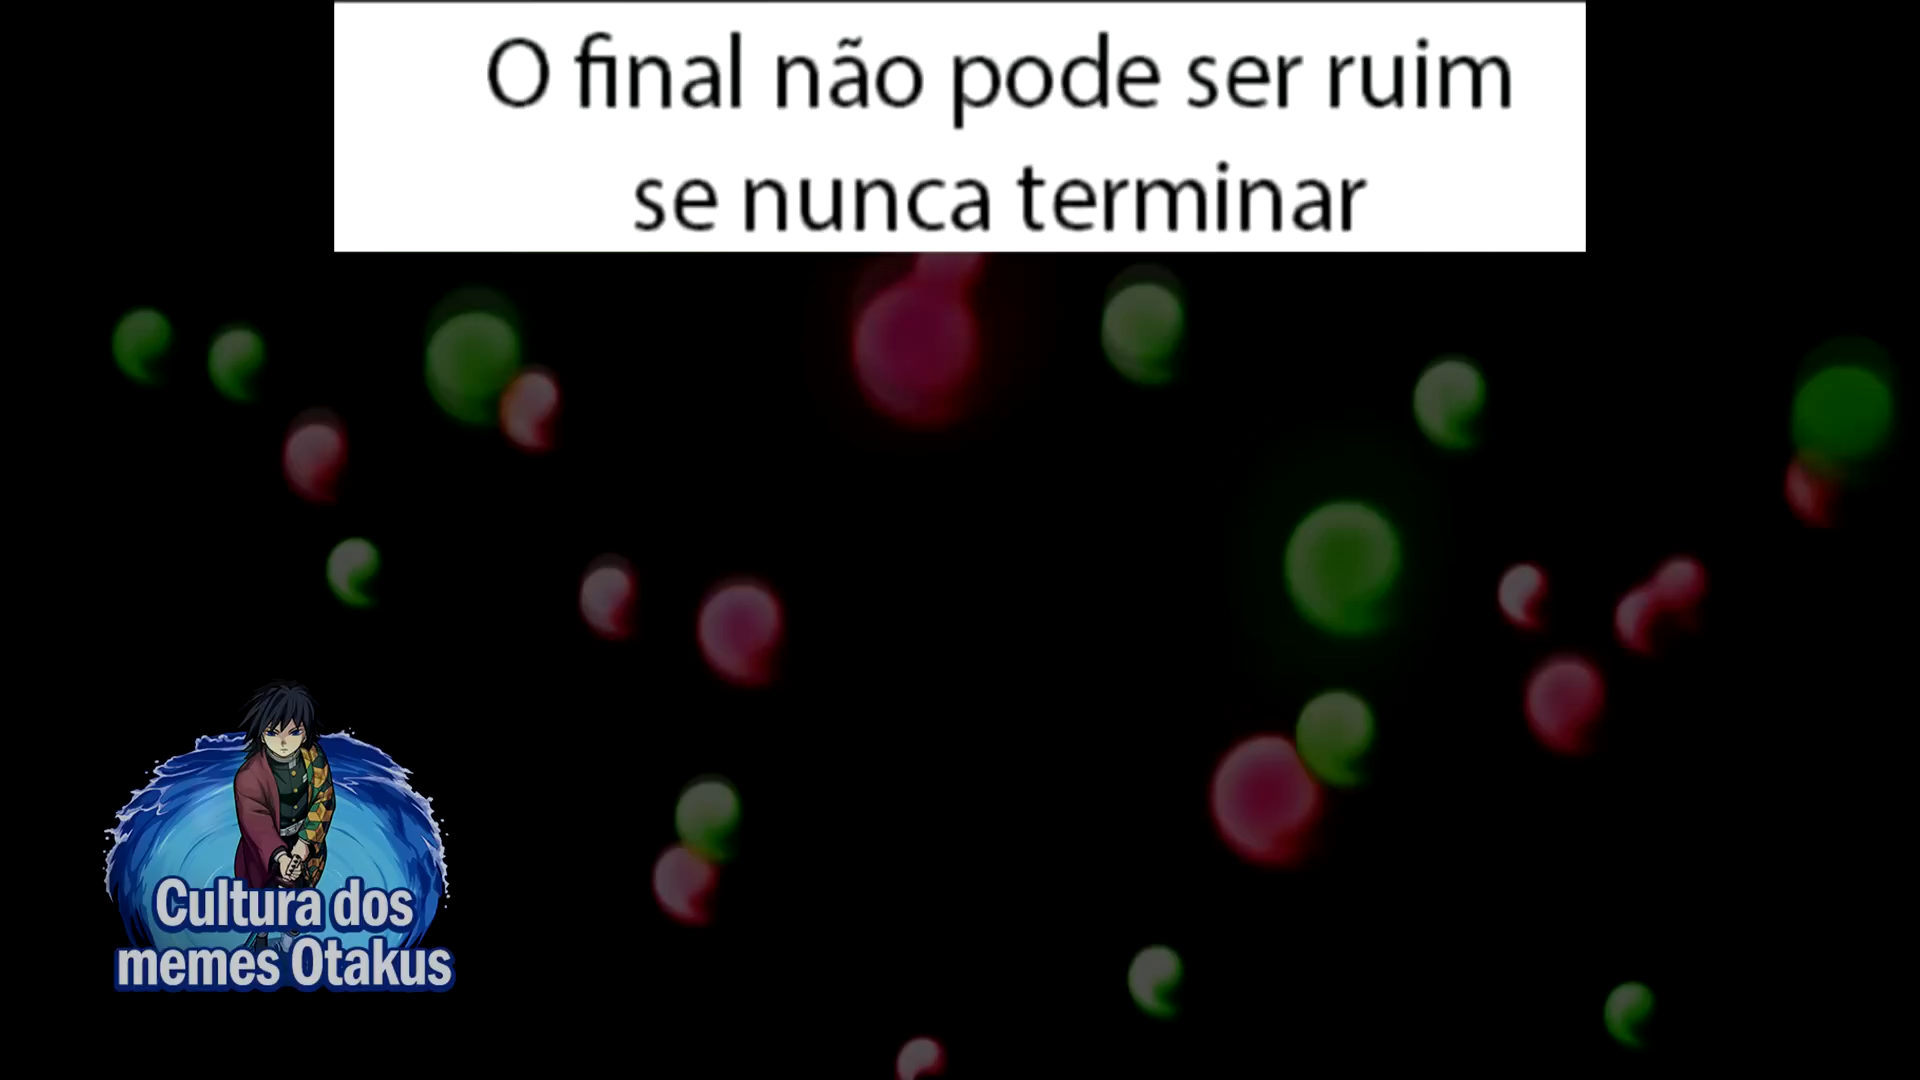 O final não pode ser ruim
se nunca terminar
Cultura dos
memes Otakus